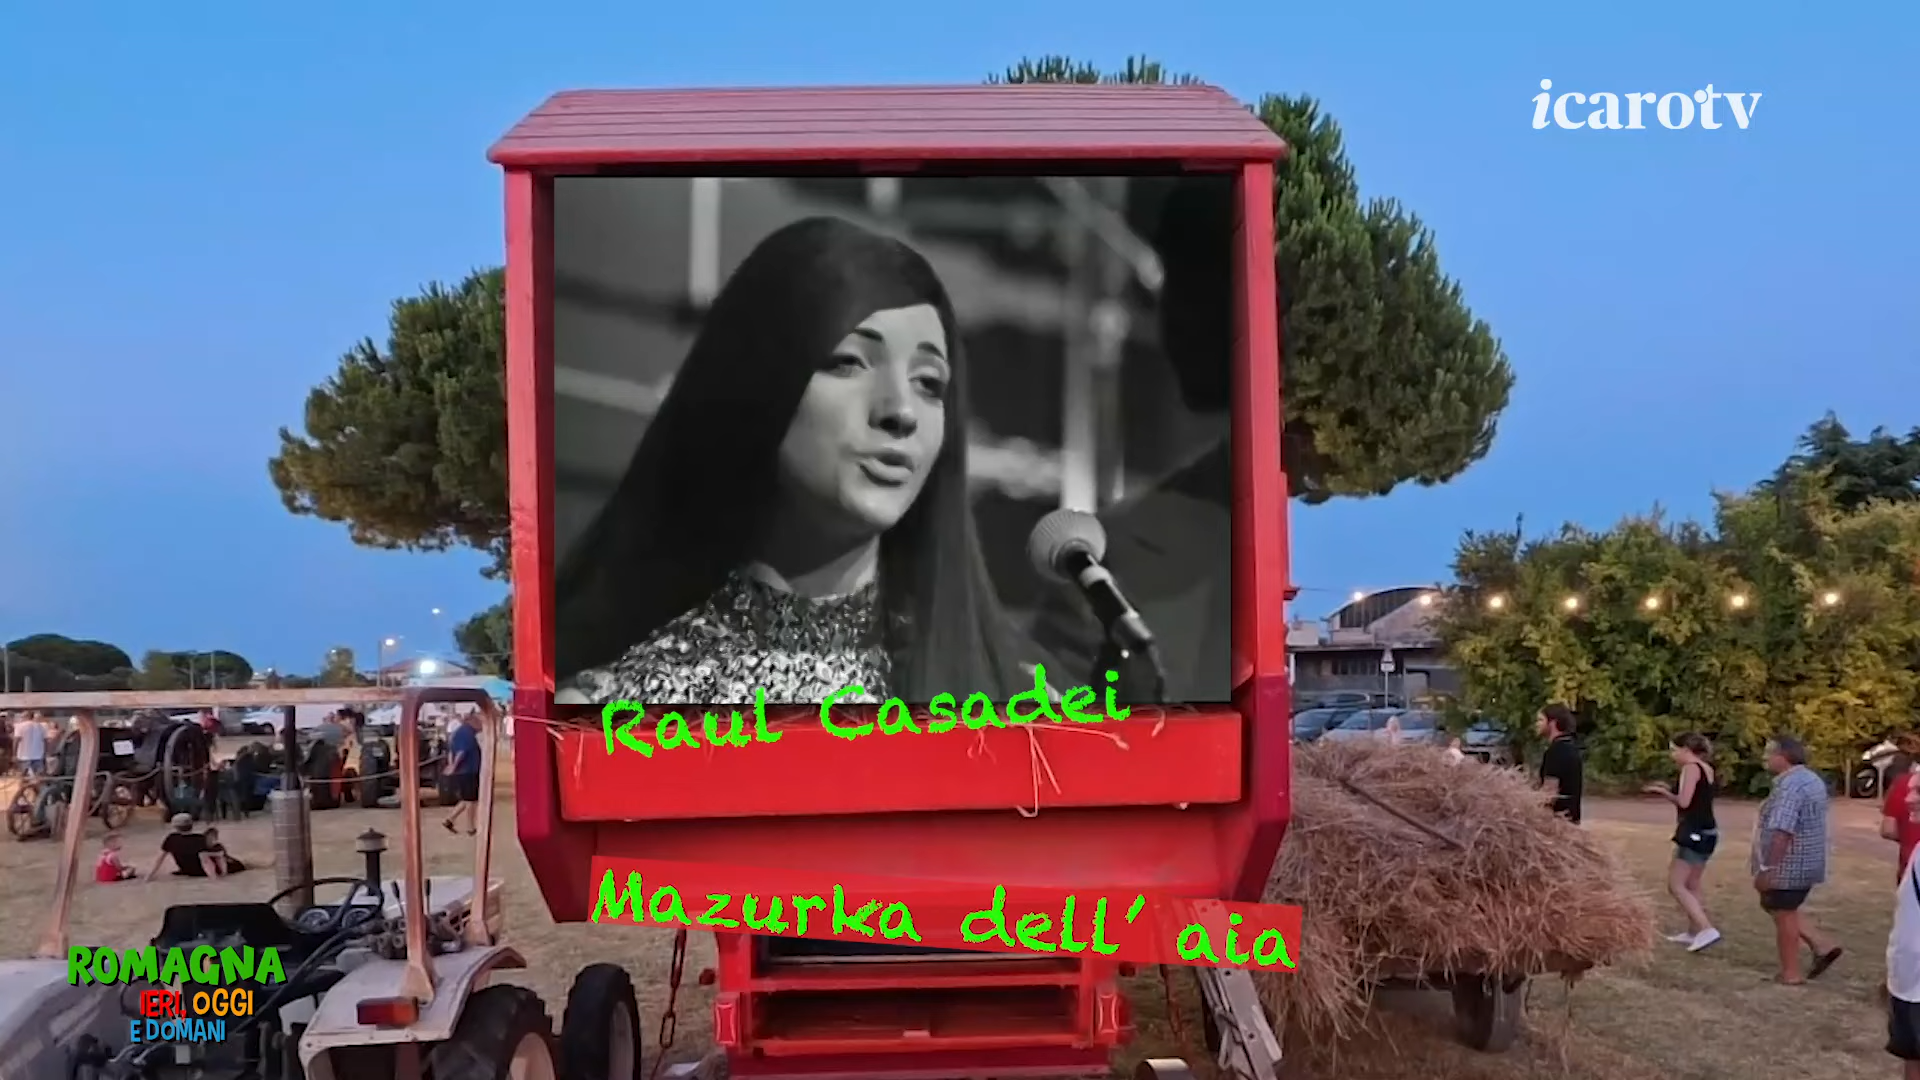 icarotv
Raul Casadei
Mazurka dell' aia
ROMAGNA
IERI, OGGI
E DOMANI